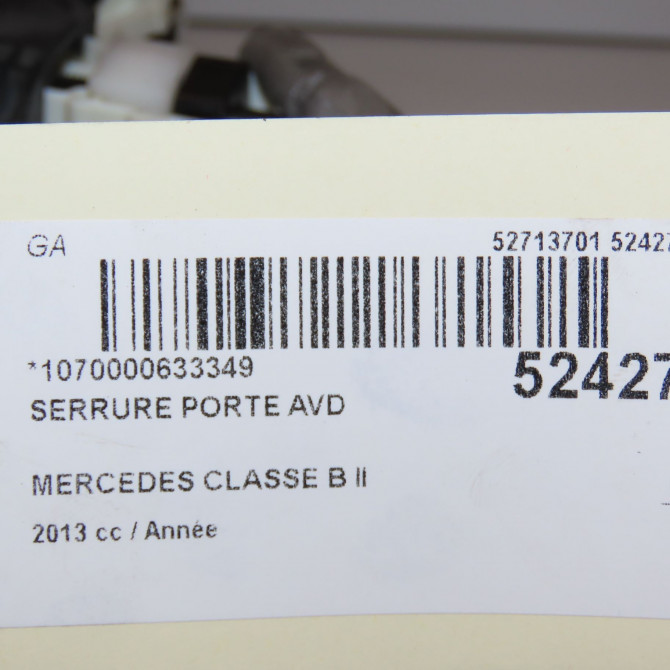 GA 52713701 52427
*1070000633349 52427
SERRURE PORTE AVD
MERCEDES CLASSE B II
2013 cc / Année